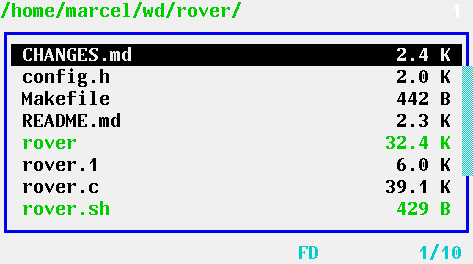 /home/marcel/wd/rover/ 1
CHANGES.md 2.4 K
config.h 2.0 K
Makefile 442 B
README.md 2.3 K
rover 32.4 K
rover.1 6.0 K
rover.c 39.1 K
rover.sh 429 B
FD 1/10